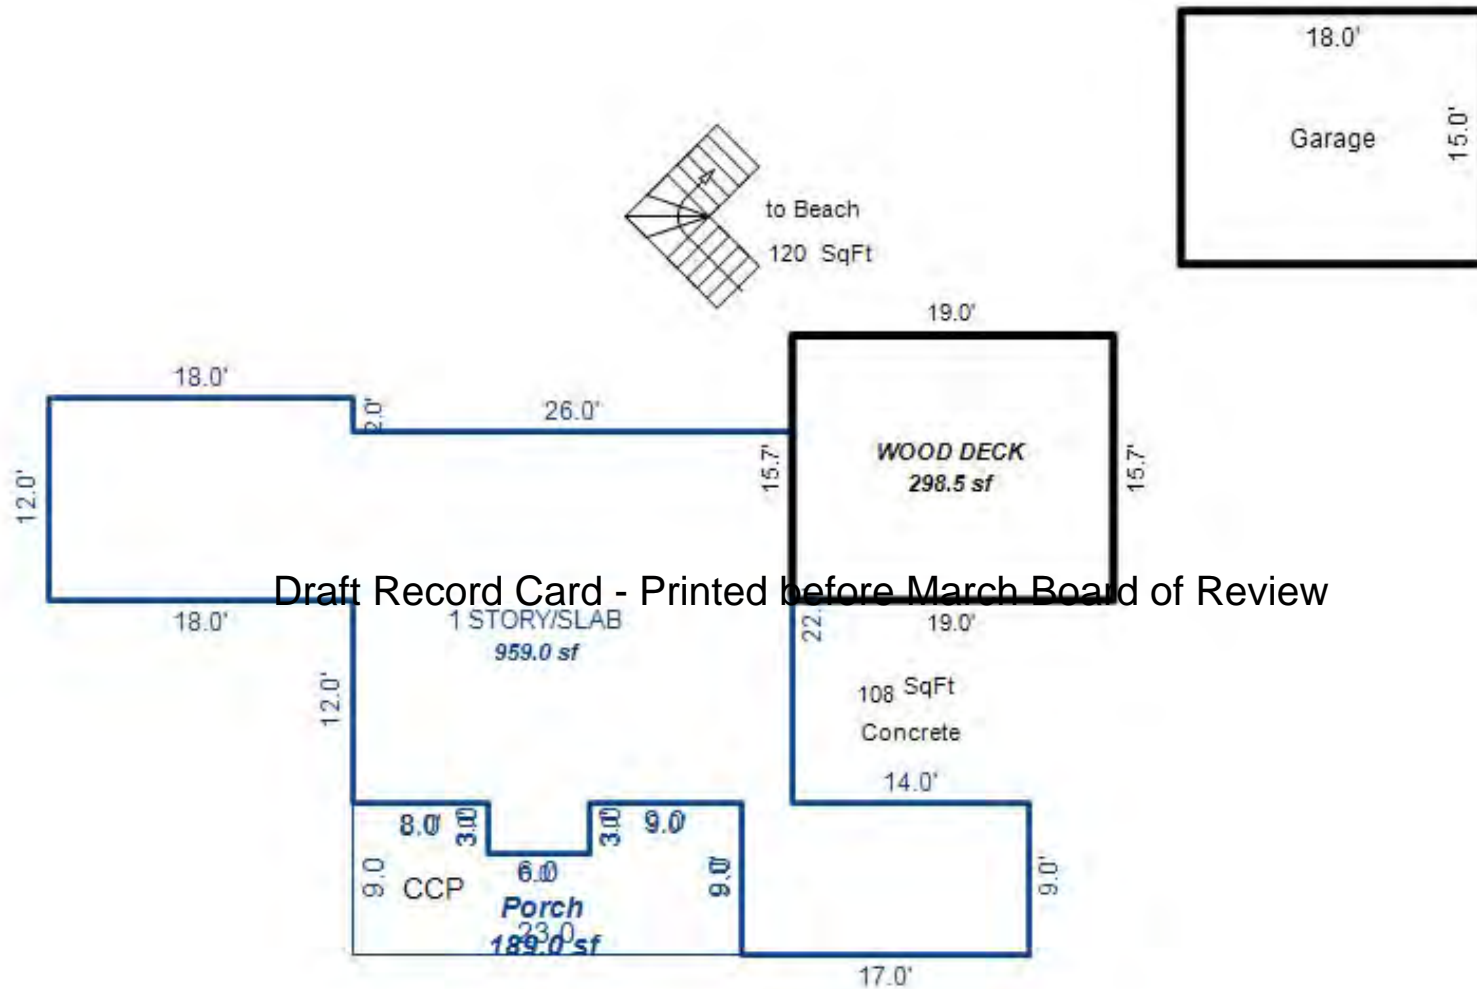 18.0'
Garage
15.0'
to Beach
120 SqFt
19.0'
18.0'
2.0'
26.0'
12.0'
15.7'
WOOD DECK
298.5 sf
15.7'
Draft Record Card - Printed before March Board of Review
18.0'
1 STORY/SLAB
959.0 sf
22.
19.0'
12.0'
108 SqFt
Concrete
14.0'
8.0'
3.0'
3.0'
9.0'
9.0
CCP
6.0
9.0'
9.0'
Porch
23.0
189.0 sf
17.0'